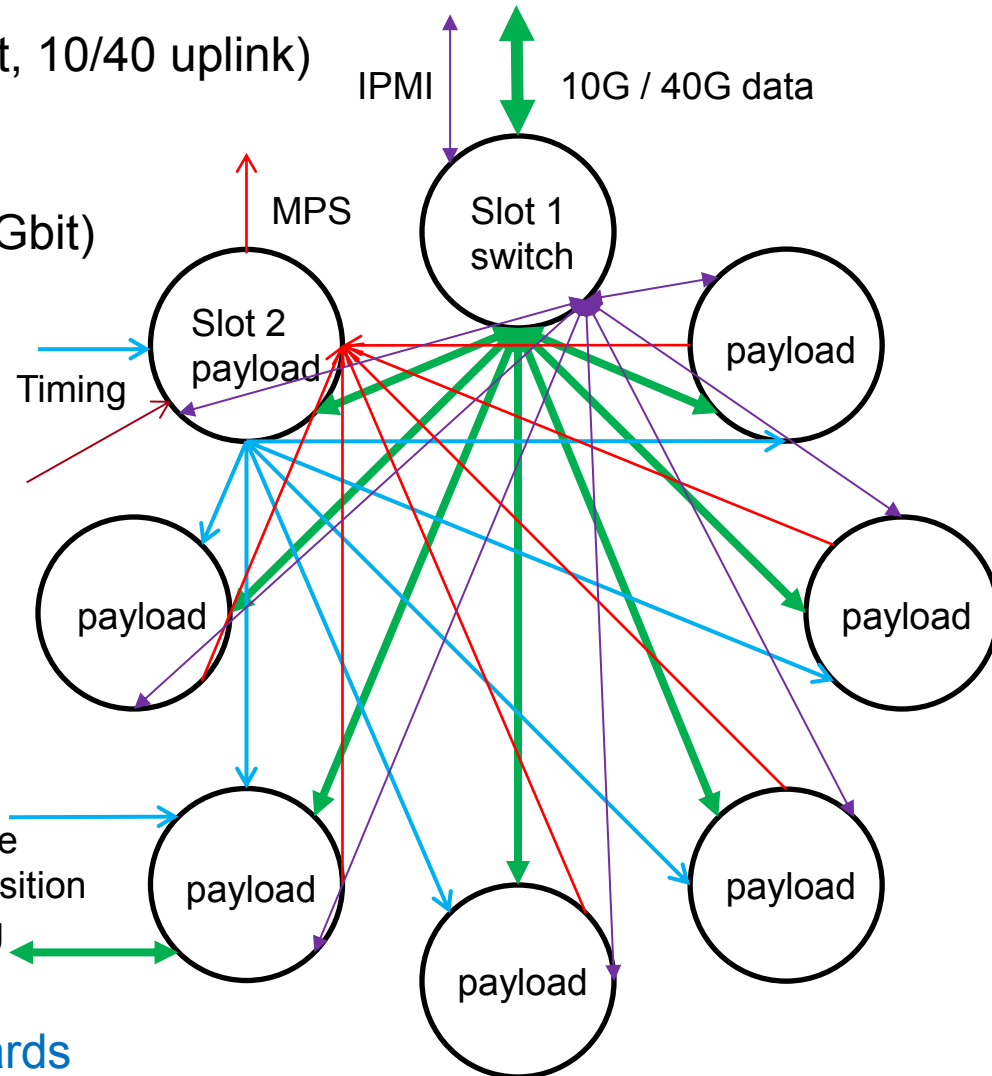 t, 10/40 uplink)
IPMI
10G / 40G data
MPS
Gbit)
Slot 1
switch
Slot 2
payload
payload
Timing
payload
payload
e
sition
g
payload
payload
payload
ards